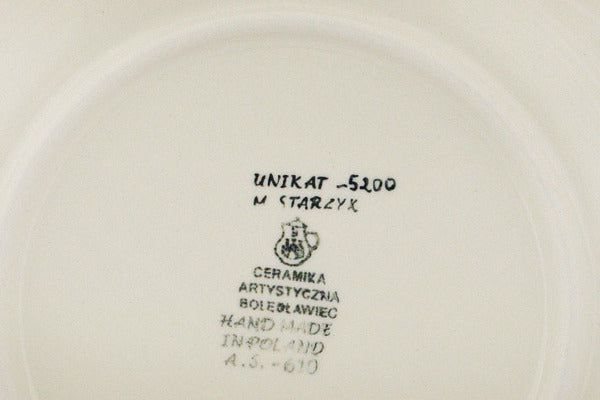 UNIKAT -5200
M. STARZYK
CERAMIKA
ARTYSTYCZNA
BOLESŁAWIEC
HAND MADE
IN POLAND
A.S.-610